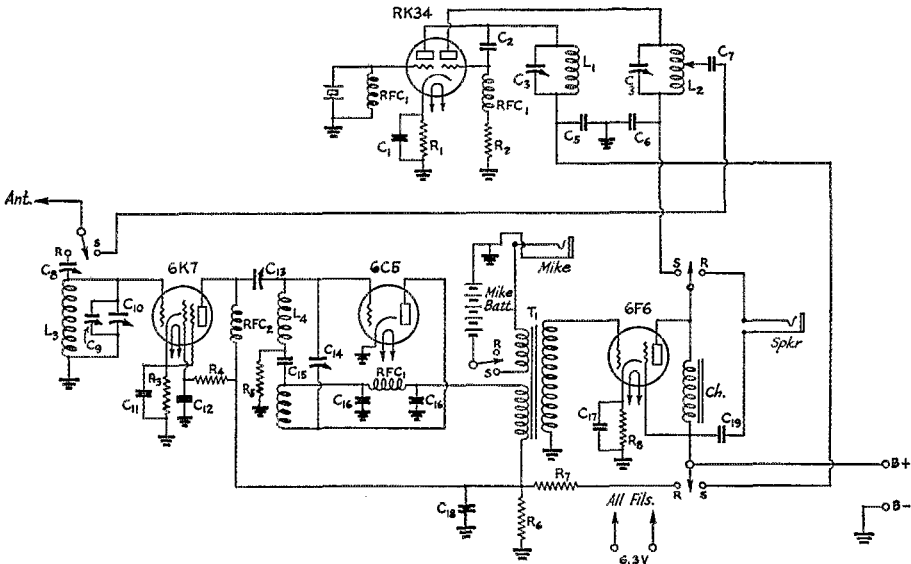 RK34
C2
C3
L1
C3
L2
C7
RFC1
RFC1
C1
R1
R2
C5
C6
Ant.
R
S
C8
6K7
C13
6C5
Mike
Mike
Batt.
T1
6F6
S
R
Spkr
L3
C9
C10
RFC2
L4
C14
R
S
Ch.
R3
R4
R5
C15
RFC1
C11
C12
C16
C16
C17
R8
C19
R7
B+
R
S
C18
R6
All Fils.
B-
6.3V